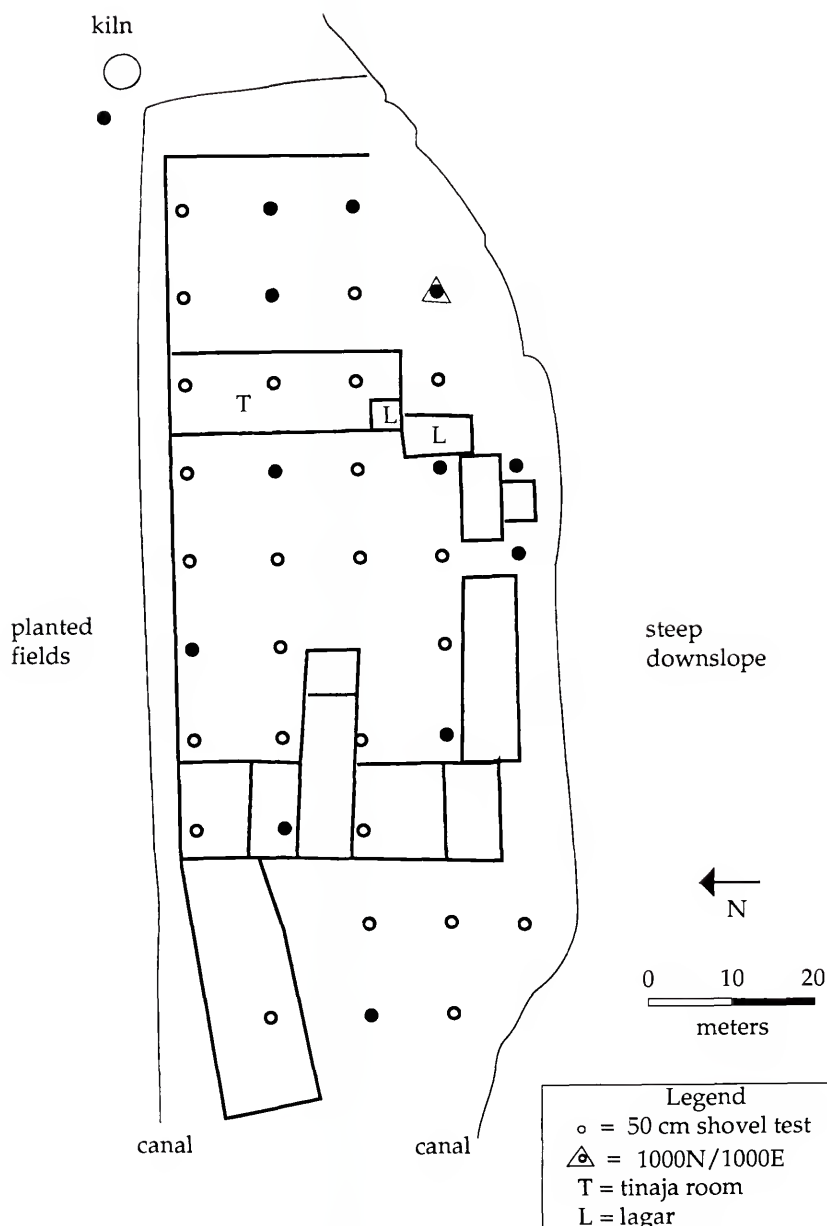 kiln
T
L
L
planted
fields
steep
downslope
N
0 10 20
meters
canal
canal
Legend
= 50 cm shovel test
= 1000N/1000E
T = tinaja room
L = lagar